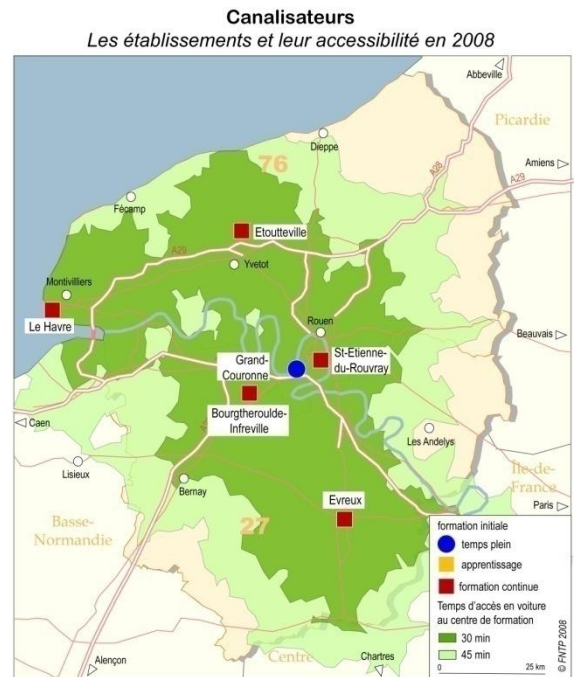 Canalisateurs
Les établissements et leur accessibilité en 2008
Abbeville
Picardie
Dieppe
76
A28
Amiens
A29
Fécamp
Etoutteville
A29
Yvetot
Montivilliers
Le Havre
Rouen
Beauvais
Grand-
Couronne
St-Etienne-
du-Rouvray
Bourgtheroulde-
Infreville
Caen
Les Andelys
Lisieux
Île-de-
France
Bernay
Paris
Evreux
Basse-
Normandie
27
formation initiale
temps plein
apprentissage
formation continue
Temps d'accès en voiture
au centre de formation
30 min
45 min
0 25 km
© FNTP 2008
Alençon
Centre
Chartres